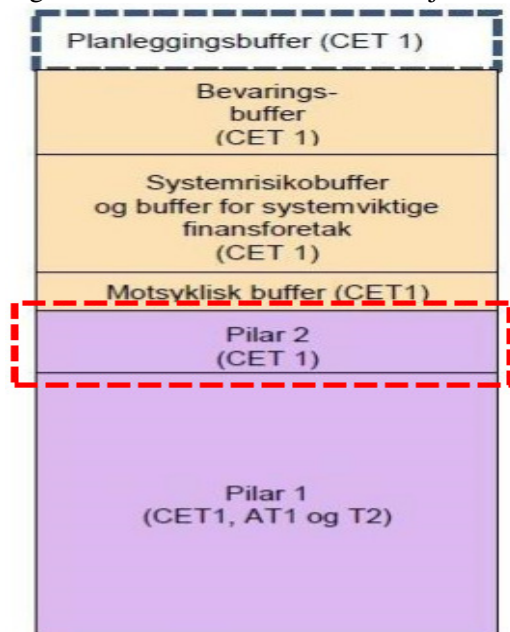 Planleggingsbuffer (CET 1)
Bevarings-
buffer
(CET 1)
Systemrisikobuffer
og buffer for systemviktige
finansforetak
(CET 1)
Motsyklisk buffer (CET1)
Pilar 2
(CET 1)
Pilar 1
(CET1, AT1 og T2)